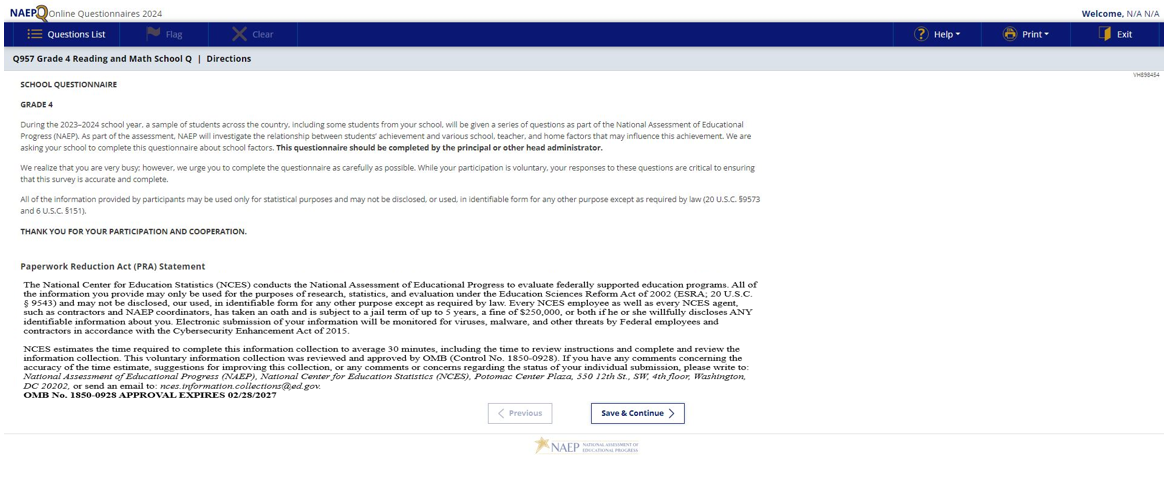 NAEPQ Online Questionnaires 2024
Welcome, N/A N/A
Questions List
Flag
Clear
Help
Print
Exit
Q957 Grade 4 Reading and Math School Q | Directions
VH898454
SCHOOL QUESTIONNAIRE
GRADE 4
During the 2023–2024 school year, a sample of students across the country, including some students from your school, will be given a series of questions as part of the National Assessment of Educational
Progress (NAEP). As part of the assessment, NAEP will investigate the relationship between students' achievement and various school, teacher, and home factors that may influence this achievement. We are
asking your school to complete this questionnaire about school factors. This questionnaire should be completed by the principal or other head administrator.
We realize that you are very busy; however, we urge you to complete the questionnaire as carefully as possible. While your participation is voluntary, your responses to these questions are critical to ensuring
that this survey is accurate and complete.
All of the information provided by participants may be used only for statistical purposes and may not be disclosed, or used, in identifiable form for any other purpose except as required by law (20 U.S.C. §9573
and 6 U.S.C. §151).
THANK YOU FOR YOUR PARTICIPATION AND COOPERATION.
Paperwork Reduction Act (PRA) Statement
The National Center for Education Statistics (NCES) conducts the National Assessment of Educational Progress to evaluate federally supported education programs. All of
the information you provide may only be used for the purposes of research, statistics, and evaluation under the Education Sciences Reform Act of 2002 (ESRA; 20 U.S.C.
§ 9543) and may not be disclosed, our used, in identifiable form for any other purpose except as required by law. Every NCES employee as well as every NCES agent,
such as contractors and NAEP coordinators, has taken an oath and is subject to a jail term of up to 5 years, a fine of $250,000, or both if he or she willfully discloses ANY
identifiable information about you. Electronic submission of your information will be monitored for viruses, malware, and other threats by Federal employees and
contractors in accordance with the Cybersecurity Enhancement Act of 2015.
NCES estimates the time required to complete this information collection to average 30 minutes, including the time to review instructions and complete and review the
information collection. This voluntary information collection was reviewed and approved by OMB (Control No. 1850-0928). If you have any comments concerning the
accuracy of the time estimate, suggestions for improving this collection, or any comments or concerns regarding the status of your individual submission, please write to:
National Assessment of Educational Progress (NAEP), National Center for Education Statistics (NCES), Potomac Center Plaza, 550 12th St., SW, 4th floor, Washington,
DC 20202, or send an email to: nces.information.collections@ed.gov.
OMB No. 1850-0928 APPROVAL EXPIRES 02/28/2027
Previous
Save & Continue
NAEP NATIONAL ASSESSMENT OF
EDUCATIONAL PROGRESS